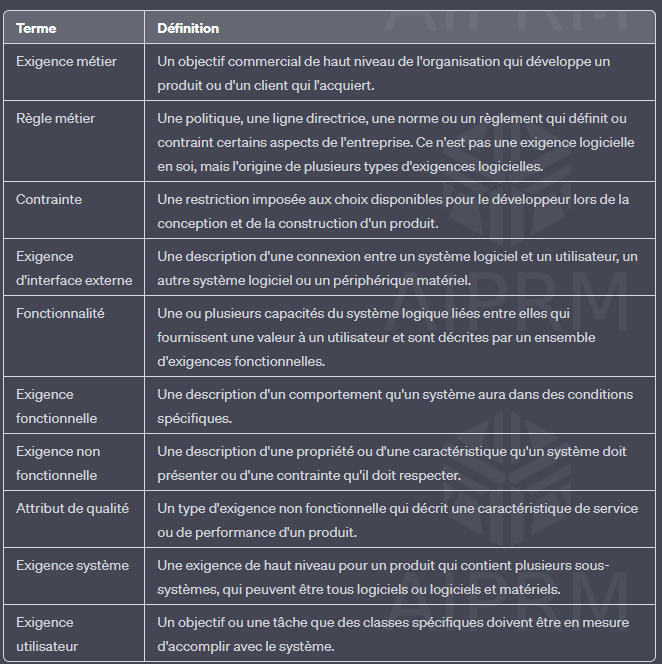 AIPRM
Terme Définition
Exigence métier Un objectif commercial de haut niveau de l'organisation qui développe un
produit ou d'un client qui l'acquiert.
Règle métier Une politique, une ligne directrice, une norme ou un règlement qui définit ou
contraint certains aspects de l'entreprise. Ce n'est pas une exigence logicielle
en soi, mais l'origine de plusieurs types d'exigences logicielles.
Contrainte Une restriction imposée aux choix disponibles pour le développeur lors de la
conception et de la construction d'un produit.
Exigence Une description d'une connexion entre un système logiciel et un utilisateur, un
d'interface externe autre système logiciel ou un périphérique matériel.
AIPRM
Fonctionnalité Une ou plusieurs capacités du système logique liées entre elles qui
fournissent une valeur à un utilisateur et sont décrites par un ensemble
d'exigences fonctionnelles.
Exigence Une description d'un comportement qu'un système aura dans des conditions
fonctionnelle spécifiques.
Exigence non Une description d'une propriété ou d'une caractéristique qu'un système doit
fonctionnelle présenter ou d'une contrainte qu'il doit respecter.
Attribut de qualité Un type d'exigence non fonctionnelle qui décrit une caractéristique de service
ou de performance d'un produit.
Exigence système Une exigence de haut niveau pour un produit qui contient plusieurs sous-
systèmes, qui peuvent être tous logiciels ou logiciels et matériels.
AIPRM
Exigence Un objectif ou une tâche que des classes spécifiques doivent être en mesure
utilisateur d'accomplir avec le système.